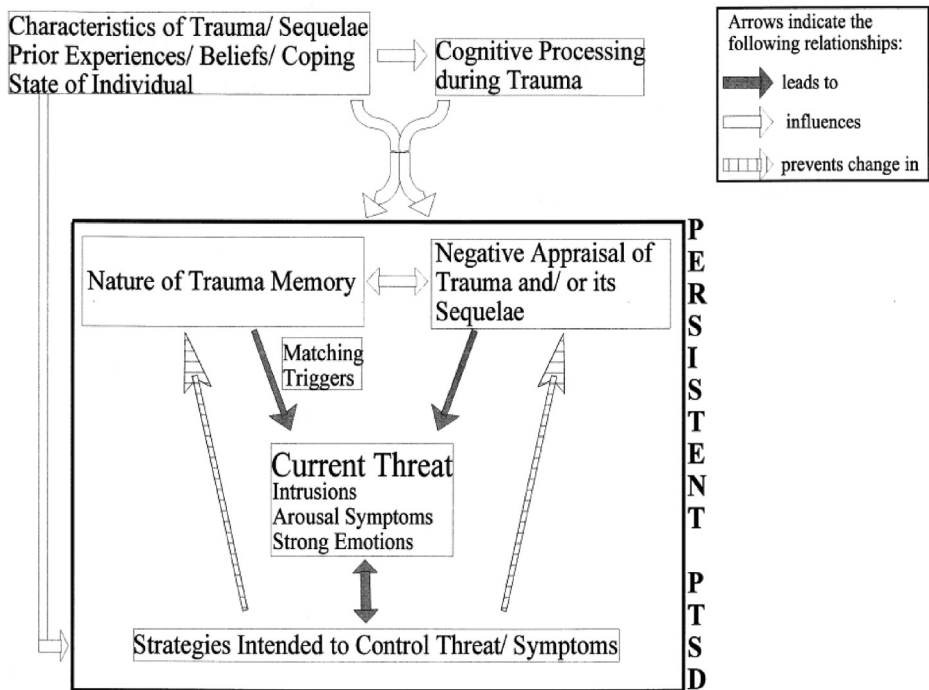 Characteristics of Trauma/ Sequelae
Prior Experiences/ Beliefs/ Coping
State of Individual
Cognitive Processing
during Trauma
Arrows indicate the
following relationships:
leads to
influences
prevents change in
Nature of Trauma Memory
Negative Appraisal of
Trauma and/ or its
Sequelae
Matching
Triggers
Current Threat
Intrusions
Arousal Symptoms
Strong Emotions
Strategies Intended to Control Threat/ Symptoms
PERSISTENT PTSD